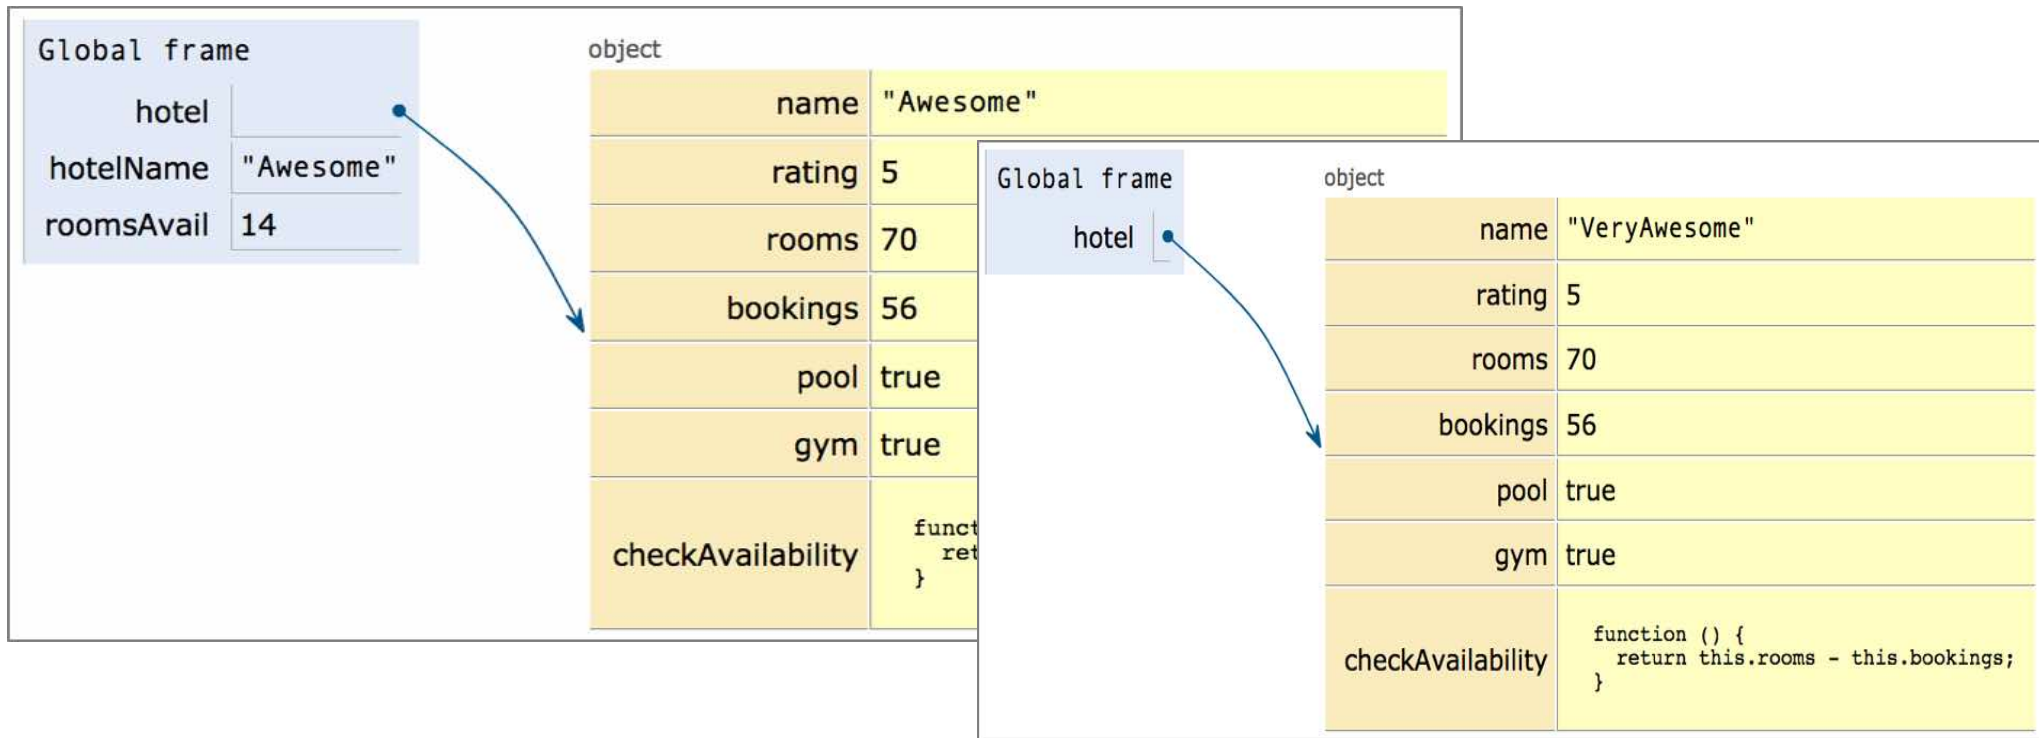 Global frame
hotel
hotelName "Awesome"
roomsAvail 14
object
name "Awesome"
rating 5
rooms 70
bookings 56
pool true
gym true
checkAvailability
funct
ret
}
Global frame
hotel
object
name "VeryAwesome"
rating 5
rooms 70
bookings 56
pool true
gym true
checkAvailability
function () {
return this.rooms - this.bookings;
}